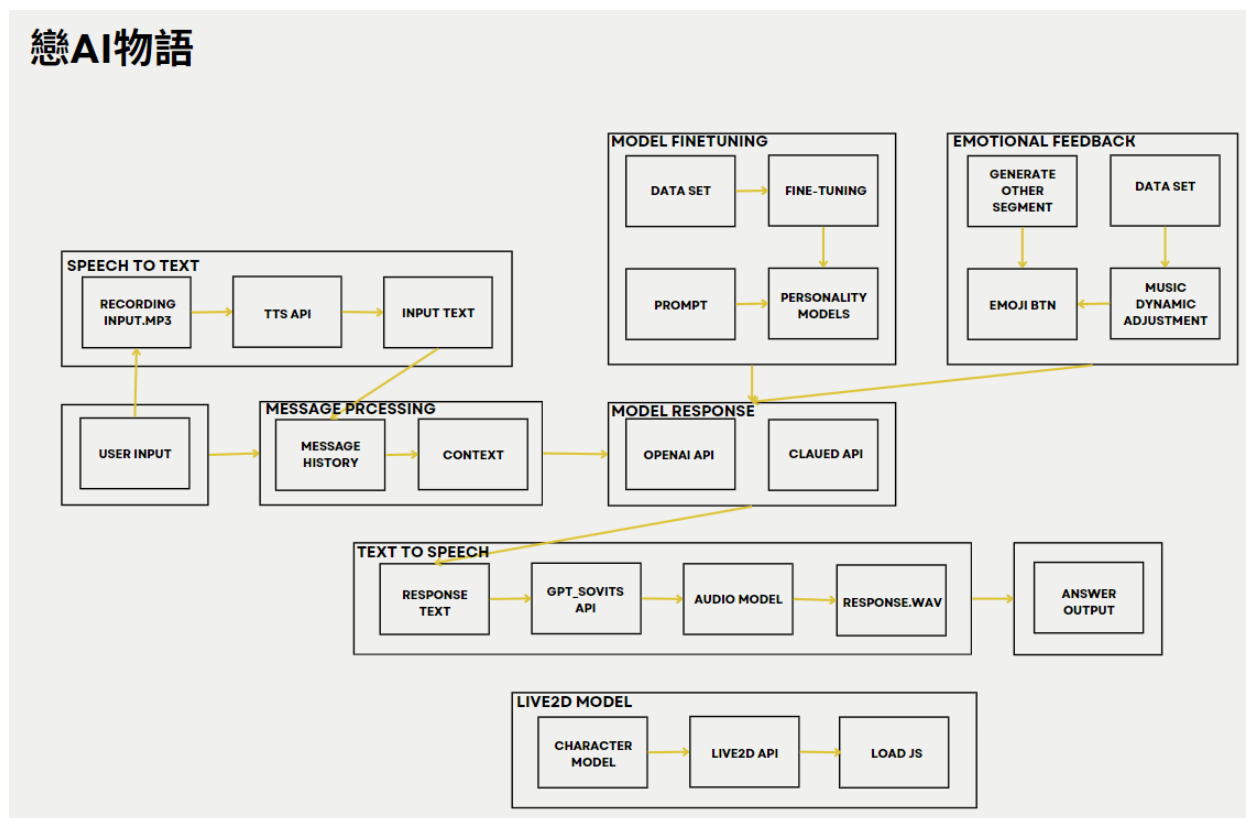 戀AI物語
MODEL FINETUNING
DATA SET
FINE-TUNING
PROMPT
PERSONALITY
MODELS
EMOTIONAL FEEDBACK
GENERATE
OTHER
SEGMENT
DATA SET
EMOJI BTN
MUSIC
DYNAMIC
ADJUSTMENT
SPEECH TO TEXT
RECORDING
INPUT.MP3
TTS API
INPUT TEXT
USER INPUT
MESSAGE PRCESSING
MESSAGE
HISTORY
CONTEXT
MODEL RESPONSE
OPENAI API
CLAUED API
TEXT TO SPEECH
RESPONSE
TEXT
GPT_SOVITS
API
AUDIO MODEL
RESPONSE.WAV
ANSWER
OUTPUT
LIVE2D MODEL
CHARACTER
MODEL
LIVE2D API
LOAD JS